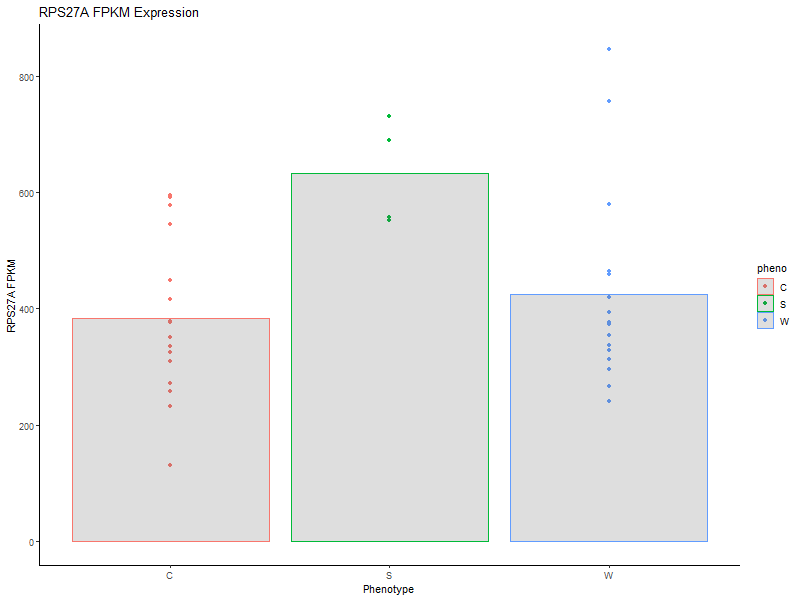 RPS27A FPKM Expression
800
600
400
200
0
RPS27A FPKM
C
S
W
Phenotype
pheno
C
S
W